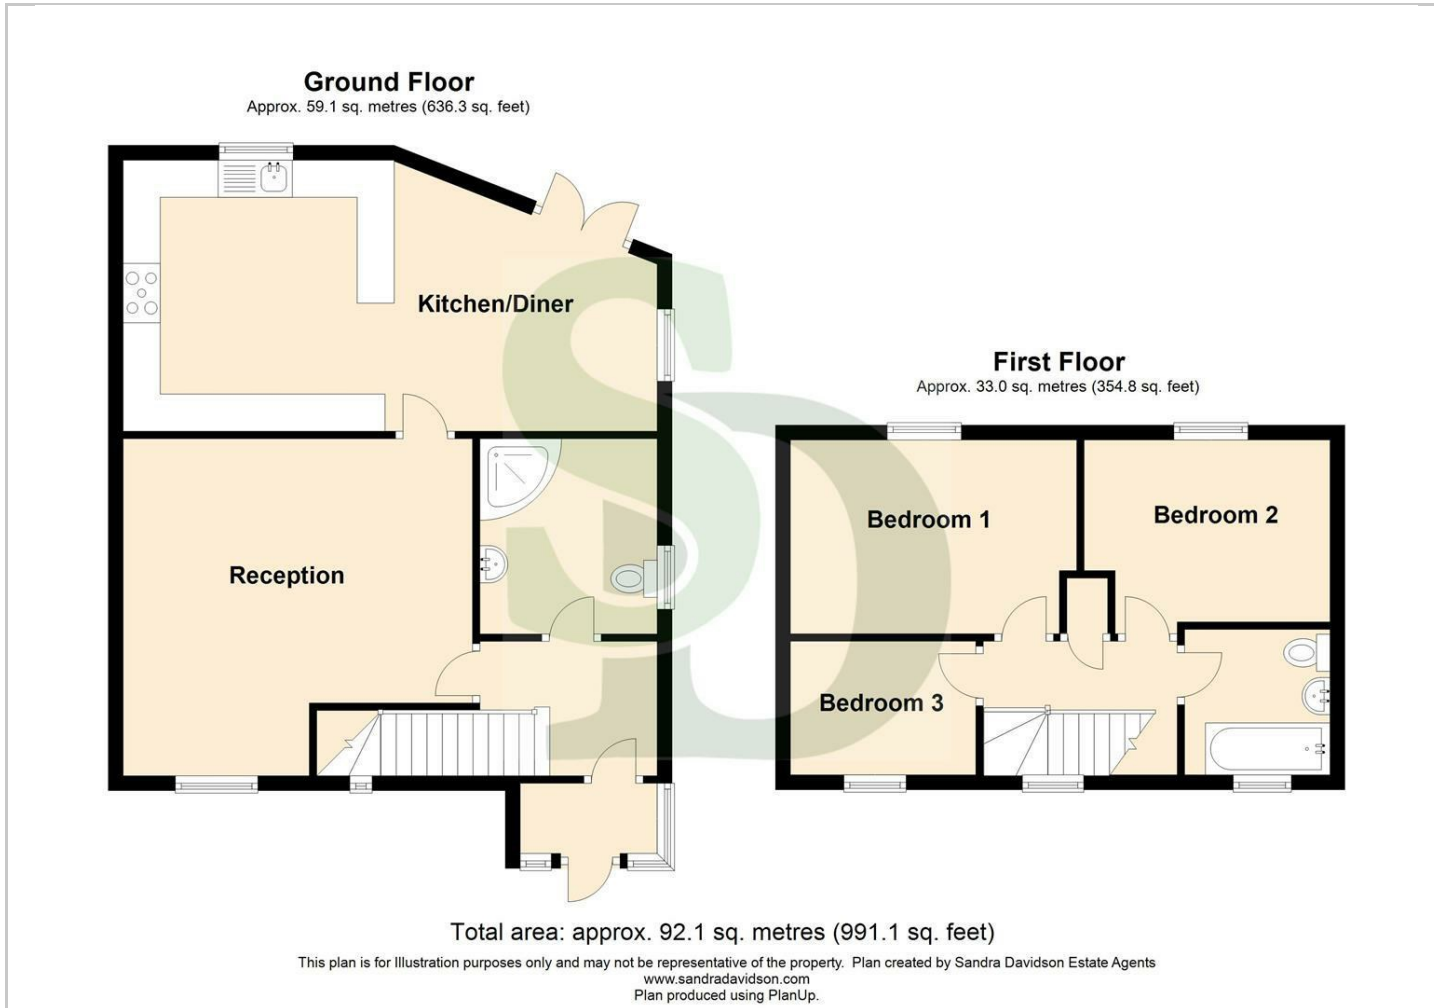 Ground Floor
Approx. 59.1 sq. metres (636.3 sq. feet)
Kitchen/Diner
Reception
First Floor
Approx. 33.0 sq. metres (354.8 sq. feet)
Bedroom 1
Bedroom 2
Bedroom 3
SD
Total area: approx. 92.1 sq. metres (991.1 sq. feet)
This plan is for Illustration purposes only and may not be representative of the property. Plan created by Sandra Davidson Estate Agents
www.sandradavidson.com
Plan produced using PlanUp.